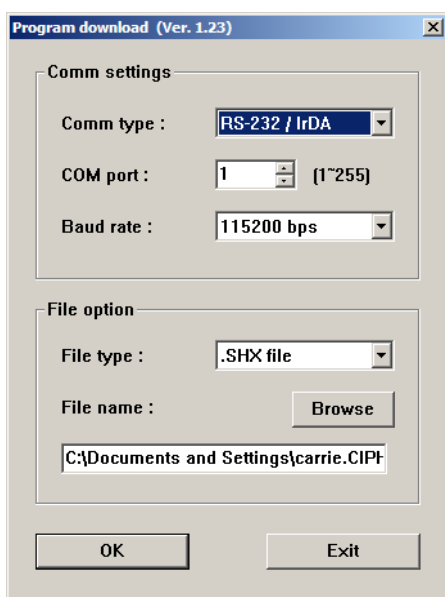 Program download (Ver. 1.23)
Comm settings
Comm type : RS-232 / IrDA
COM port : 1 (1~255)
Baud rate : 115200 bps
File option
File type : .SHX file
File name : Browse
C:\Documents and Settings\carrie.CIPH
OK Exit